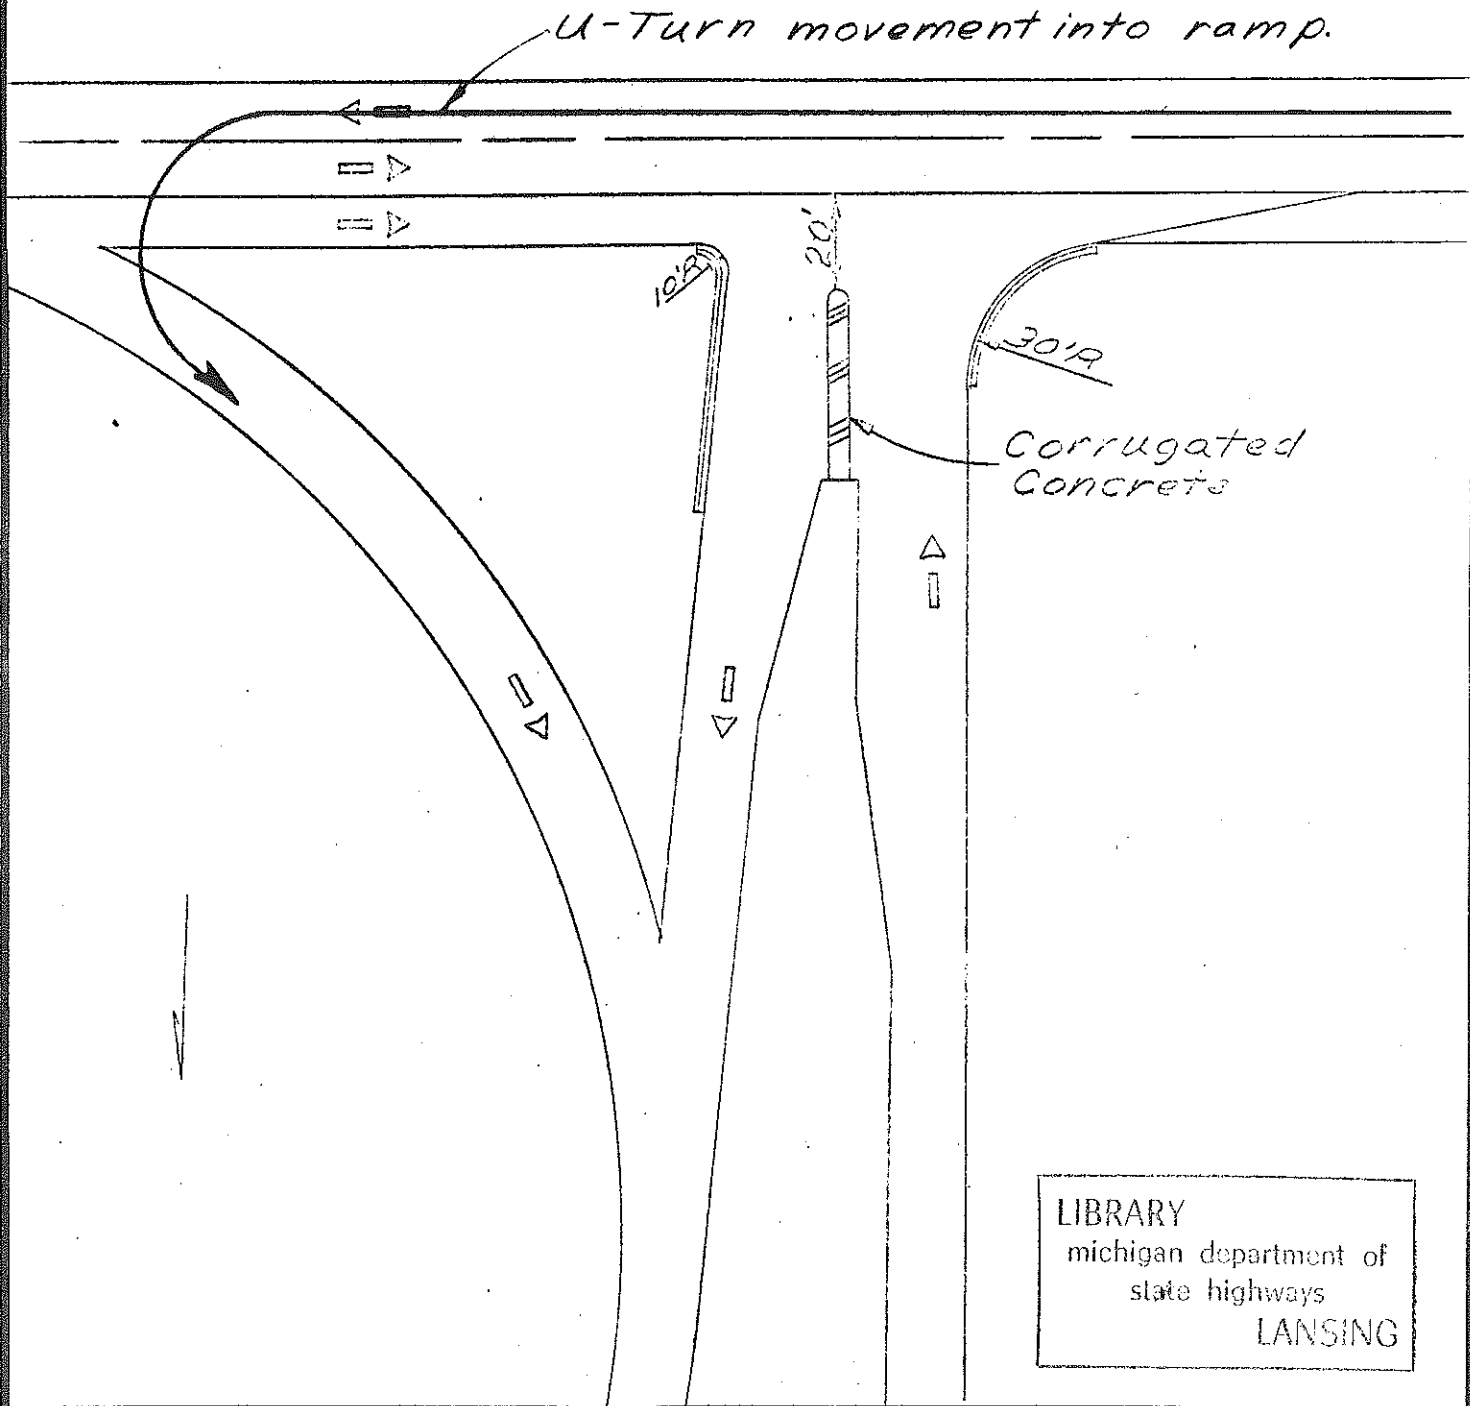 U-Turn movement into ramp.
20'
10'R
30'R
Corrugated
Concrete
LIBRARY
michigan department of
state highways
LANSING